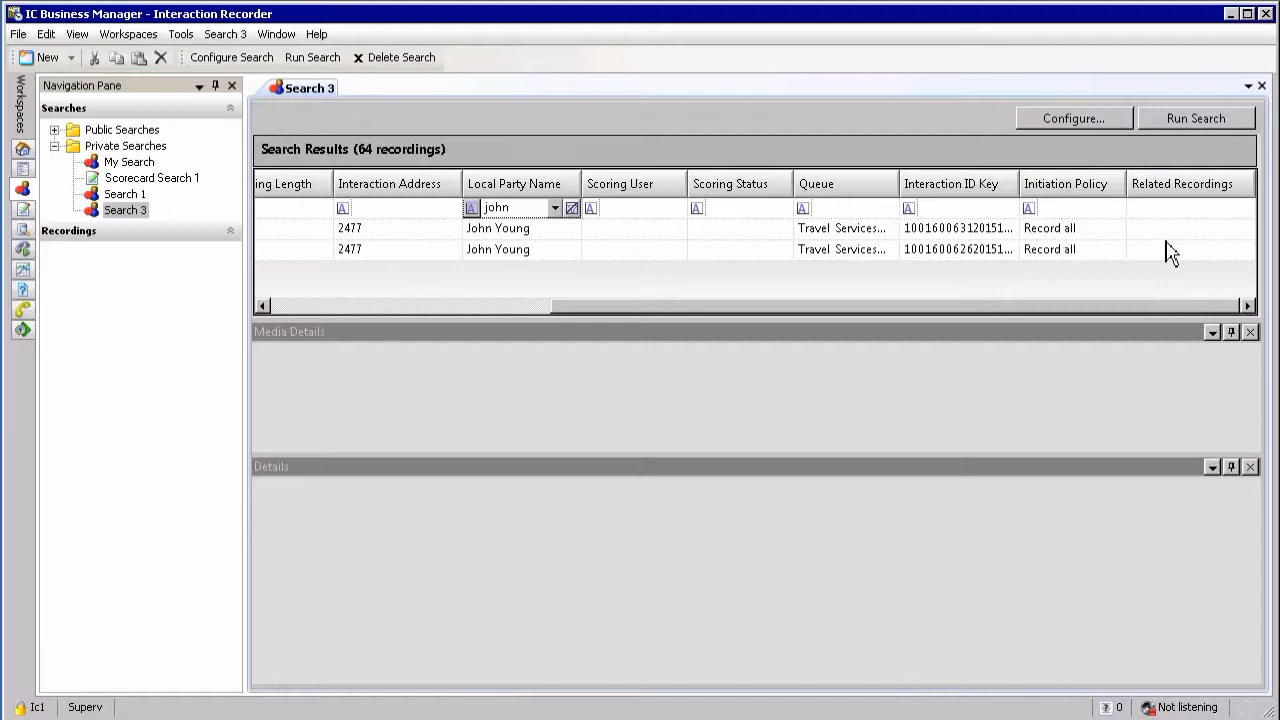 IC Business Manager - Interaction Recorder
File Edit View Workspaces Tools Search 3 Window Help
New Configure Search Run Search Delete Search
Workspaces
Navigation Pane
Searches
Public Searches
Private Searches
My Search
Scorecard Search 1
Search 1
Search 3
Recordings
Search 3
Configure... Run Search
Search Results (64 recordings)
ing Length Interaction Address Local Party Name Scoring User Scoring Status Queue Interaction ID Key Initiation Policy Related Recordings
A A john A A A A A
2477 John Young Travel Services... 100160063120151... Record all
2477 John Young Travel Services... 100160062620151... Record all
Media Details
Details
Ic1 Superv 0 Not listening